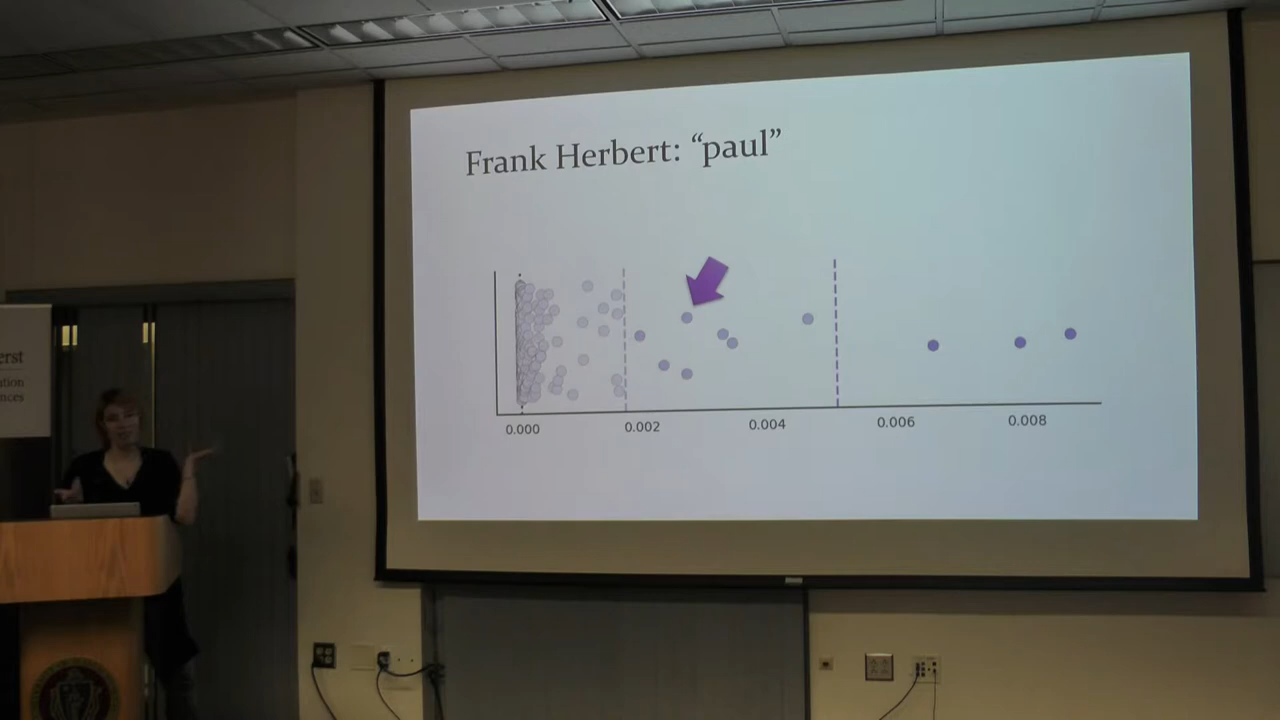 Frank Herbert: “paul”
0.000 0.002 0.004 0.006 0.008
erst
ation
nces